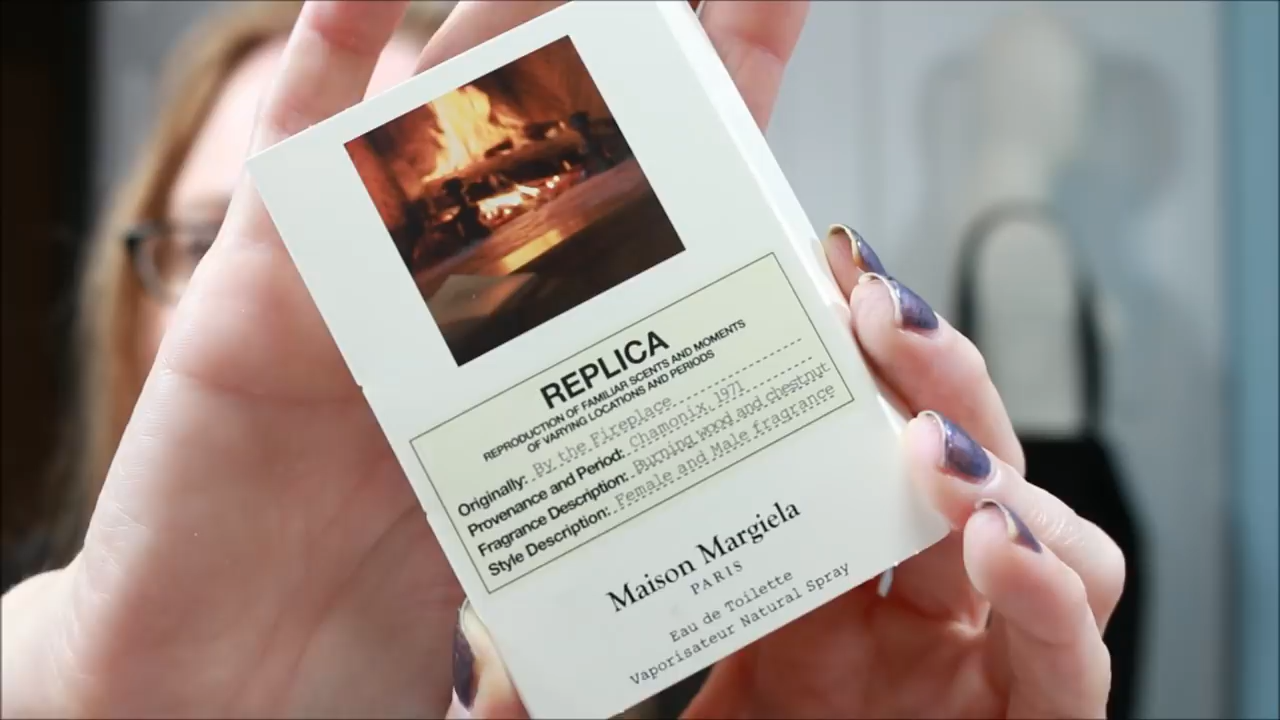 REPLICA
REPRODUCTION OF FAMILIAR SCENTS AND MOMENTS
OF VARYING LOCATIONS AND PERIODS
Originally: By the Fireplace
Provenance and Period: Chamonix, 1971
Fragrance Description: Burning wood and chestnut
Style Description: Female and Male fragrance
Maison Margiela
PARIS
Eau de Toilette
Vaporisateur Natural Spray